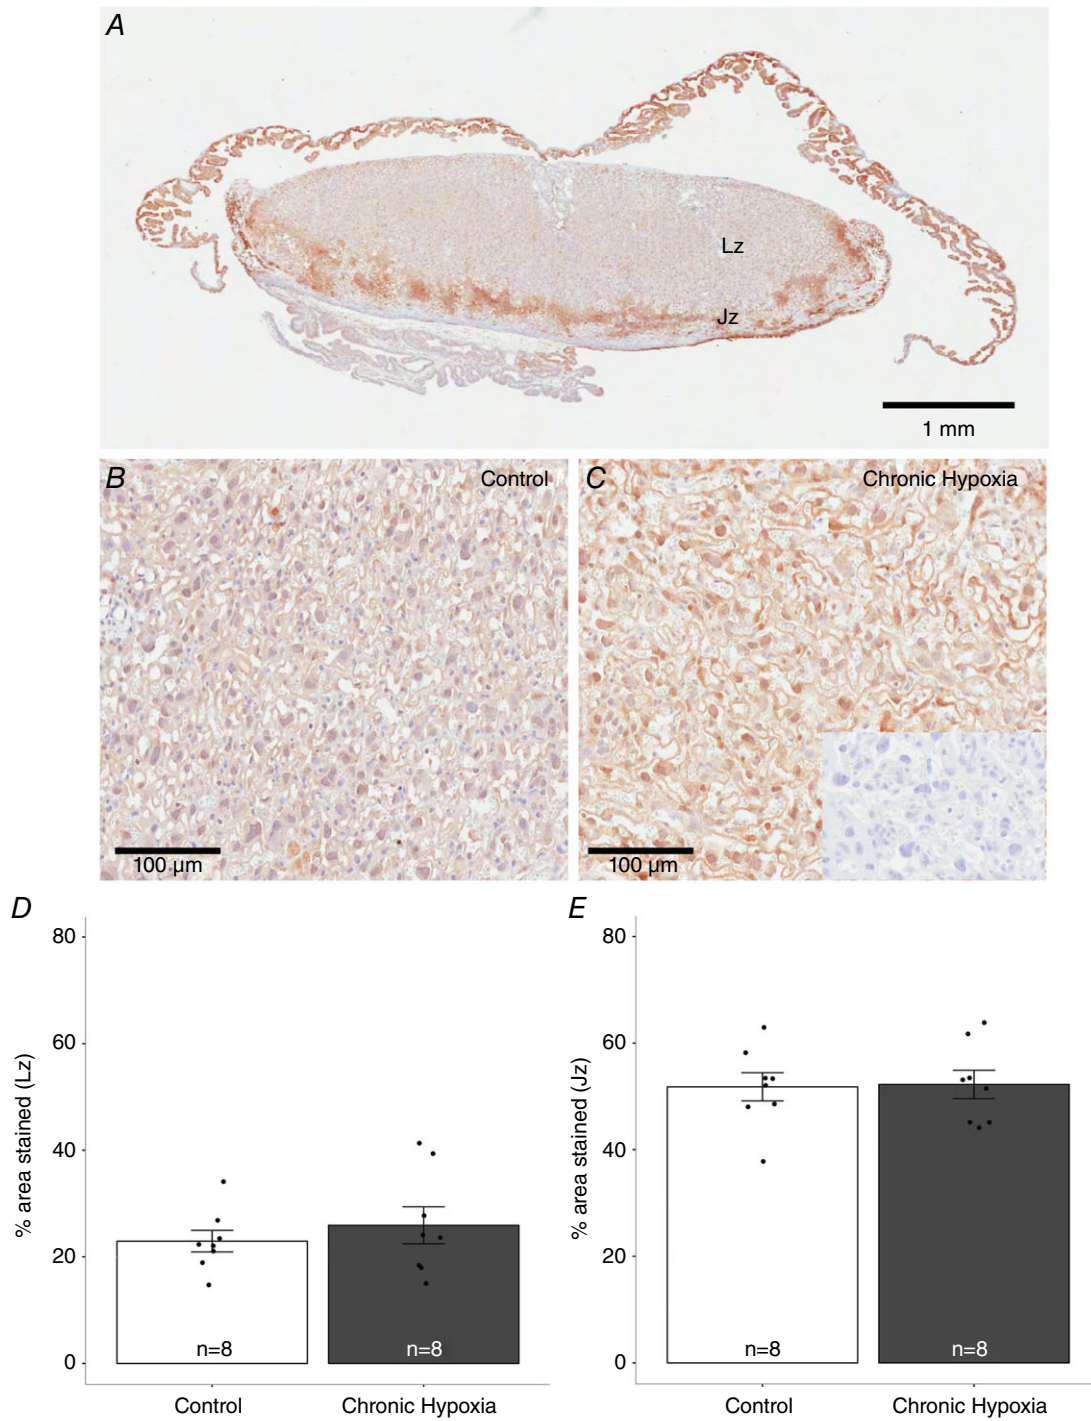 A
Lz
Jz
1 mm
B
Control
C
Chronic Hypoxia
100 µm
100 µm
D
80
60
40
20
0
% area stained (Lz)
n=8
n=8
Control
Chronic Hypoxia
E
80
60
40
20
0
% area stained (Jz)
n=8
n=8
Control
Chronic Hypoxia